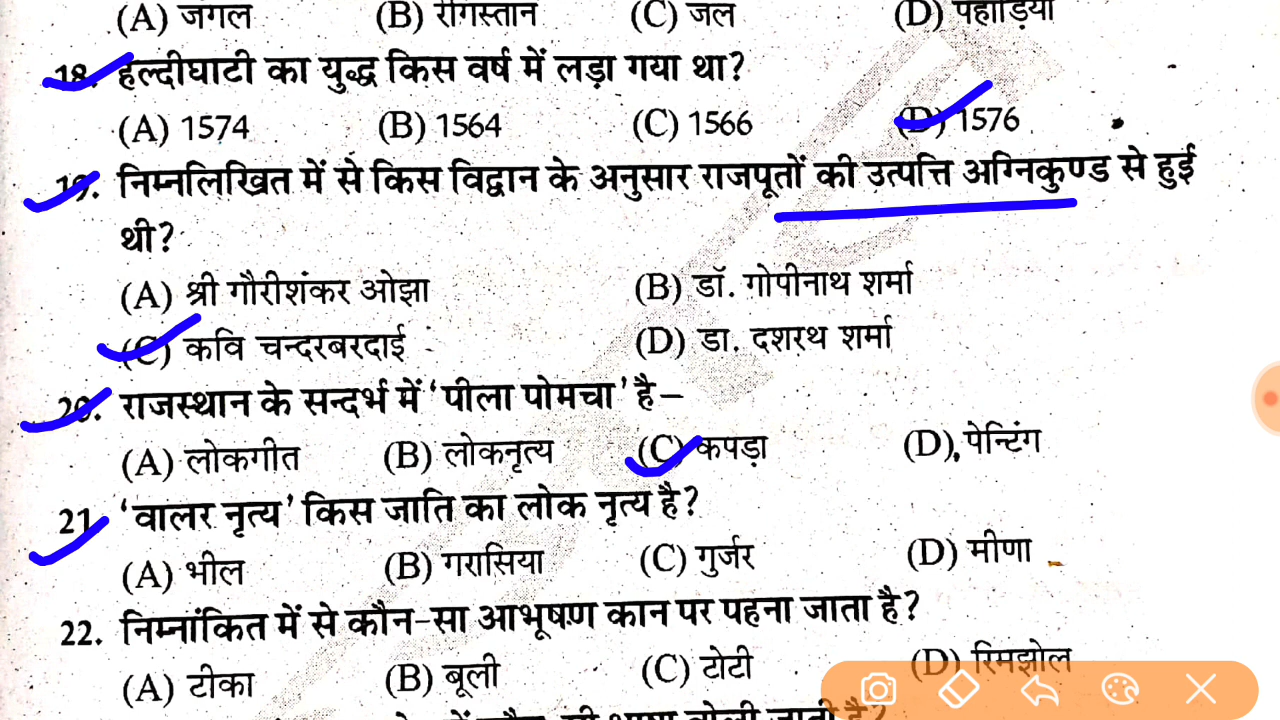 (A) जंगल (B) रेगिस्तान (C) जल (D) पहाड़ियाँ
18. हल्दीघाटी का युद्ध किस वर्ष में लड़ा गया था?
(A) 1574 (B) 1564 (C) 1566 (D) 1576
19. निम्नलिखित में से किस विद्वान के अनुसार राजपूतों की उत्पत्ति अग्निकुण्ड से हुई
थी?
(A) श्री गौरीशंकर ओझा (B) डॉ. गोपीनाथ शर्मा
(C) कवि चन्दरबरदाई (D) डा. दशरथ शर्मा
20. राजस्थान के सन्दर्भ में 'पीला पोमचा' है–
(A) लोकगीत (B) लोकनृत्य (C) कपड़ा (D) पेन्टिंग
21. 'वालर नृत्य' किस जाति का लोक नृत्य है?
(A) भील (B) गरासिया (C) गुर्जर (D) मीणा
22. निम्नांकित में से कौन-सा आभूषण कान पर पहना जाता है?
(A) टीका (B) बूली (C) टोटी (D) रिमझोल